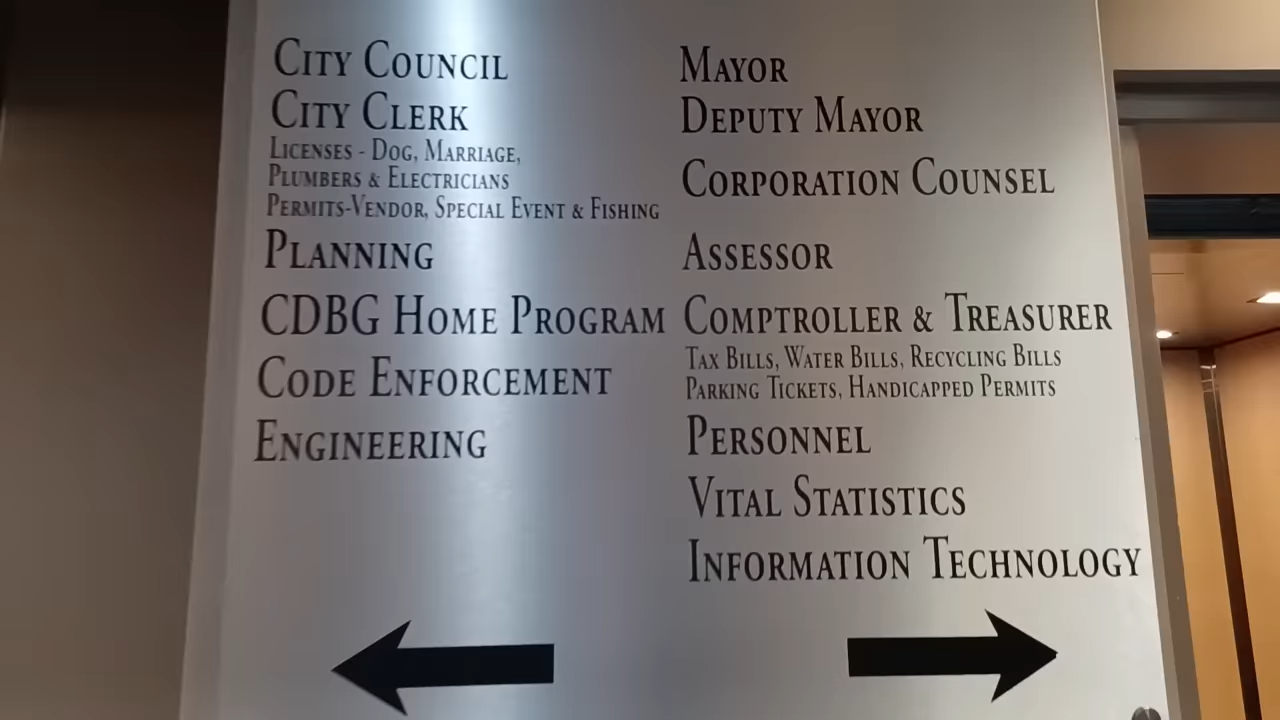 City Council
City Clerk
Licenses - Dog, Marriage,
Plumbers & Electricians
Permits-Vendor, Special Event & Fishing
Planning
CDBG Home Program
Code Enforcement
Engineering
Mayor
Deputy Mayor
Corporation Counsel
Assessor
Comptroller & Treasurer
Tax Bills, Water Bills, Recycling Bills
Parking Tickets, Handicapped Permits
Personnel
Vital Statistics
Information Technology